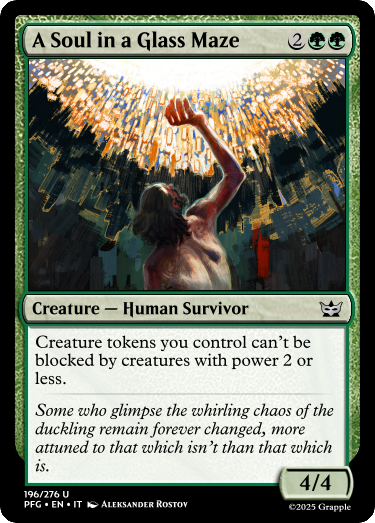 A Soul in a Glass Maze 2
Creature — Human Survivor
Creature tokens you control can't be
blocked by creatures with power 2 or
less.
Some who glimpse the whirling chaos of the
duckling remain forever changed, more
attuned to that which isn't than that which
is.
4/4
196/276 U
PFG • EN • IT Aleksander Rostov
©2025 Grapple